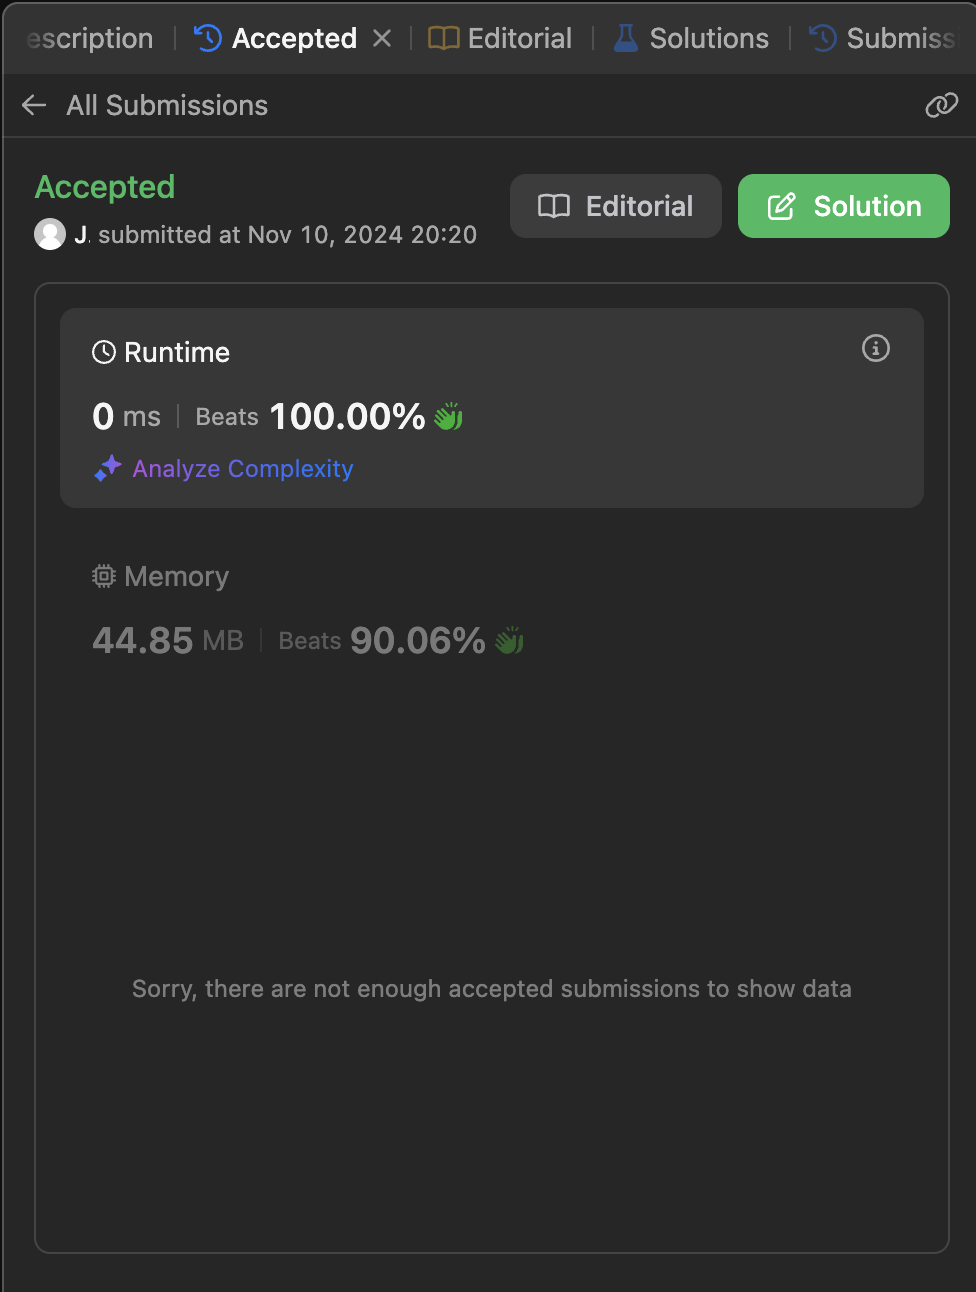 escription Accepted Editorial Solutions Submiss
All Submissions
Accepted
J. submitted at Nov 10, 2024 20:20
Editorial
Solution
Runtime
0 ms Beats 100.00%
Analyze Complexity
Memory
44.85 MB Beats 90.06%
Sorry, there are not enough accepted submissions to show data